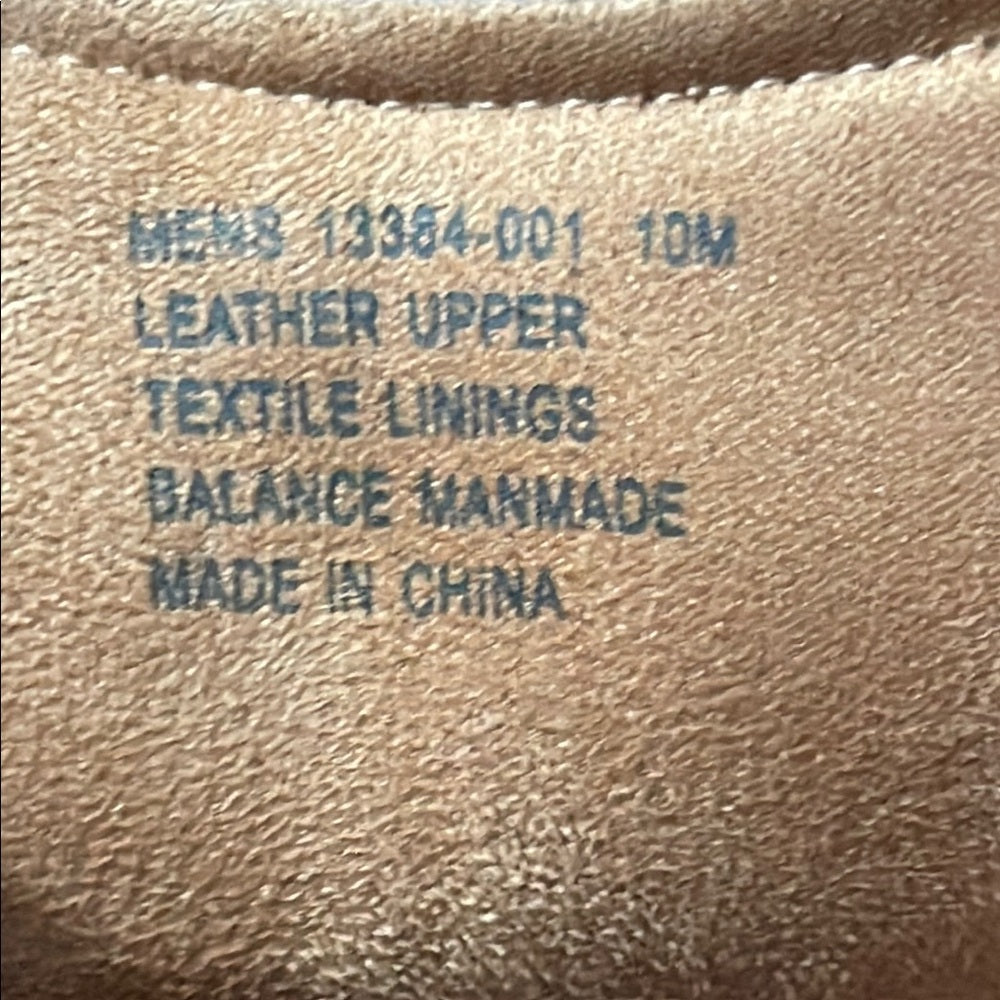 MENS 13364-001 10M
LEATHER UPPER
TEXTILE LININGS
BALANCE MANMADE
MADE IN CHINA